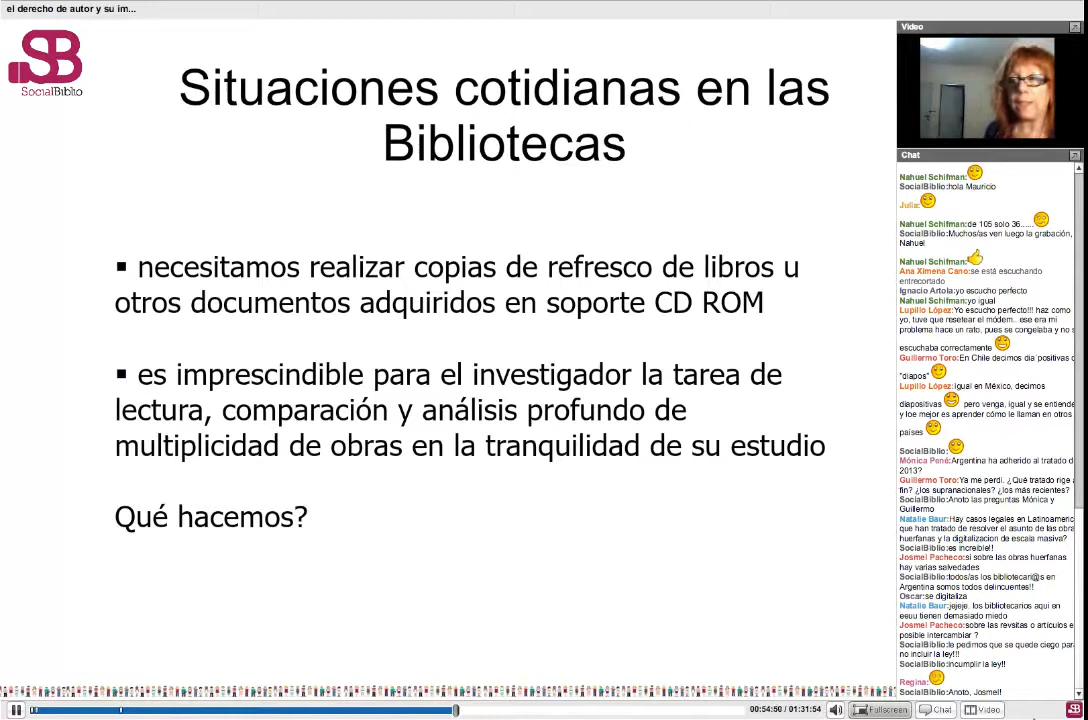 el derecho de autor y su im...
SB
SocialBiblio
Situaciones cotidianas en las
Bibliotecas
▪ necesitamos realizar copias de refresco de libros u
otros documentos adquiridos en soporte CD ROM
▪ es imprescindible para el investigador la tarea de
lectura, comparación y análisis profundo de
multiplicidad de obras en la tranquilidad de su estudio
Qué hacemos?
Video
Chat
Nahuel Schifman:
SocialBiblio:hola Mauricio
Julia:
Nahuel Schifman:de 105 solo 36......
SocialBiblio:Muchos/as ven luego la grabación,
Nahuel
Nahuel Schifman:
Ana Ximena Cano:se está escuchando
entrecortado
Ignacio Artola:yo escucho perfecto
Nahuel Schifman:yo igual
Lupillo López:Yo escucho perfecto!!! haz como
yo, tuve que resetear el módem.. ese era mi
problema hace un rato, pues se congelaba y no s
escuchaba correctamente
Guillermo Toro:En Chile decimos dia´positivas o
"diapos"
Lupillo López:Igual en México, decimos
diapositivas pero venga, igual y se entiende
y los mejor es aprender cómo le llaman en otros
países
SocialBiblio:
Mónica Pené:Argentina ha adherido al tratado d
2013?
Guillermo Toro:Ya me perdí. ¿Qué tratado rige a
fin? ¿los supranacionales? ¿los más recientes?
SocialBiblio:Anoto las preguntas Mónica y
Guillermo
Natalie Baur:Hay casos legales en Latinoameric
que han tratado de resolver el asunto de las obra
huerfanas y la digitalizacion de escala masiva?
SocialBiblio:es increible!!
Josmel Pacheco:si sobre las obras huerfanas
hay varias salvedades
SocialBiblio:todos/as los bibliotecari@s en
Argentina somos todos delincuentes!!
Oscar:se digitaliza
Natalie Baur:jejeje. los bibliotecarios aqui en
eeuu tienen demasiado miedo
Josmel Pacheco:sobre las revsitas o artículos e
posible intercambiar ?
SocialBiblio:le pedimos que se quede ciego par
no incluir la ley!!!
SocialBiblio:incumplir la ley!!
Regina:
SocialBiblio:Anoto, Josmel!
00:54:50 / 01:31:54
Fullscreen
Chat
Video
SB